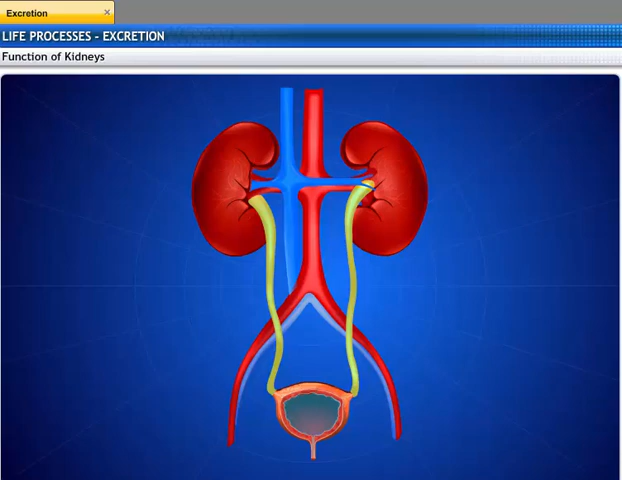 Excretion
LIFE PROCESSES - EXCRETION
Function of Kidneys